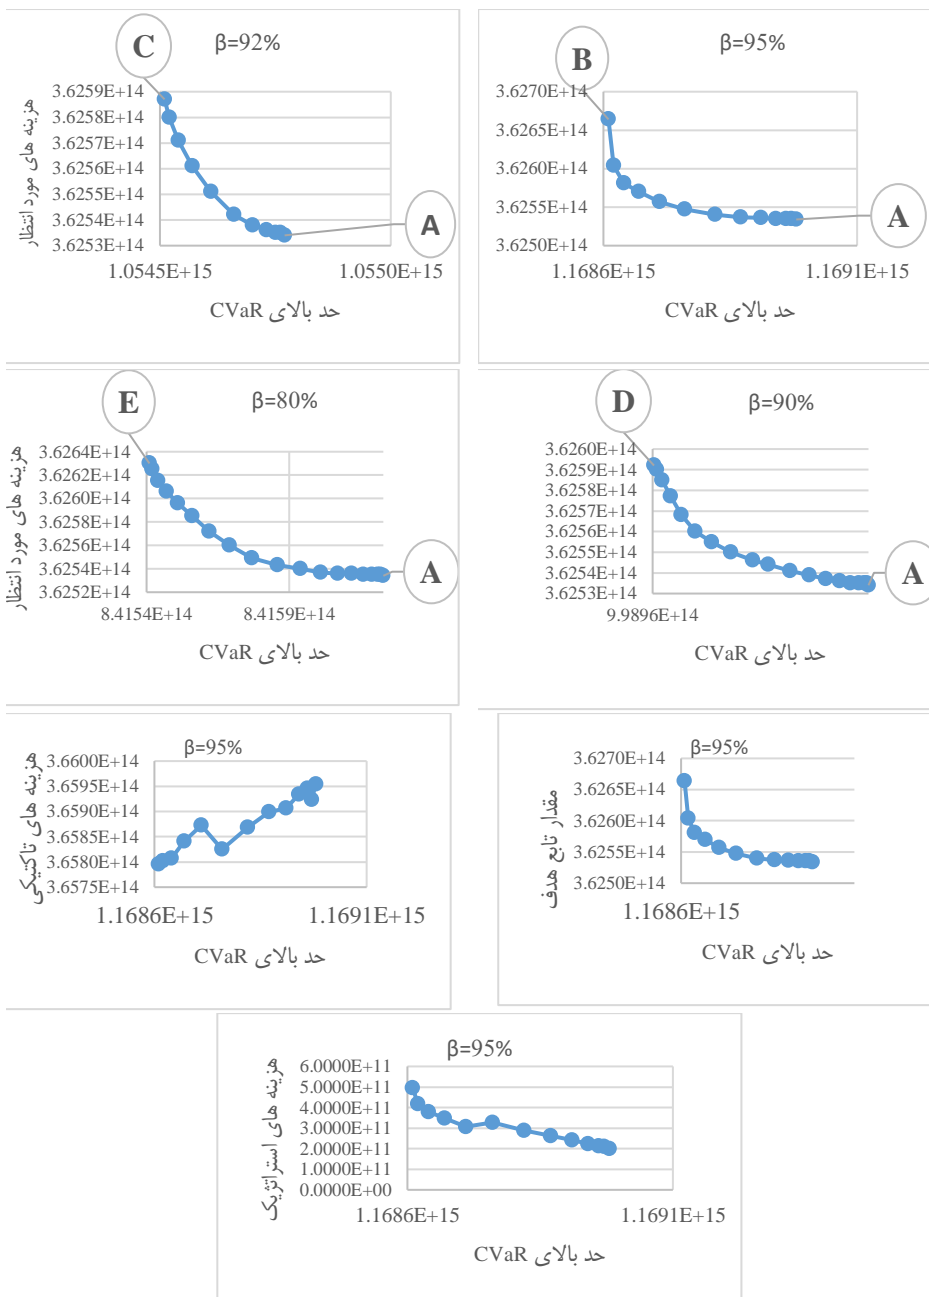 C
β=92%
هزینه های مورد انتظار
3.6259E+14
3.6258E+14
3.6257E+14
3.6256E+14
3.6255E+14
3.6254E+14
3.6253E+14
A
1.0545E+15
1.0550E+15
حد بالای CVaR
B
β=95%
3.6270E+14
3.6265E+14
3.6260E+14
3.6255E+14
3.6250E+14
A
1.1686E+15
1.1691E+15
حد بالای CVaR
E
β=80%
هزینه های مورد انتظار
3.6264E+14
3.6262E+14
3.6260E+14
3.6258E+14
3.6256E+14
3.6254E+14
3.6252E+14
A
8.4154E+14
8.4159E+14
حد بالای CVaR
D
β=90%
3.6260E+14
3.6259E+14
3.6258E+14
3.6257E+14
3.6256E+14
3.6255E+14
3.6254E+14
3.6253E+14
A
9.9896E+14
حد بالای CVaR
β=95%
هزینه های تاکتیکی
3.6600E+14
3.6595E+14
3.6590E+14
3.6585E+14
3.6580E+14
3.6575E+14
1.1686E+15
1.1691E+15
حد بالای CVaR
β=95%
مقدار تابع هدف
3.6270E+14
3.6265E+14
3.6260E+14
3.6255E+14
3.6250E+14
1.1686E+15
حد بالای CVaR
β=95%
هزینه های استراتژیک
6.0000E+11
5.0000E+11
4.0000E+11
3.0000E+11
2.0000E+11
1.0000E+11
0.0000E+00
1.1686E+15
1.1691E+15
حد بالای CVaR